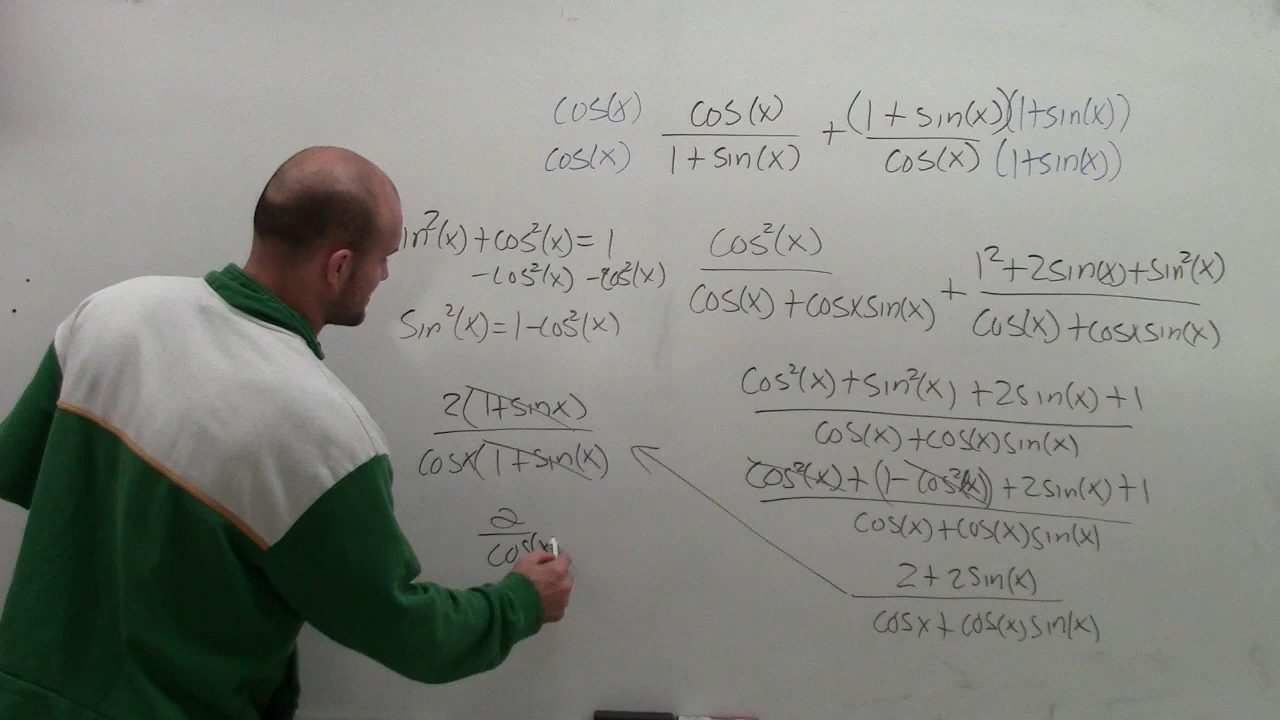 cos(x) cos(x) + (1 + sin(x))(1+sin(x))
cos(x) 1 + sin(x) cos(x) (1+sin(x))
in²(x) + cos²(x) = 1
-cos²(x) -cos²(x)
sin²(x) = 1 - cos²(x)
cos²(x) + 1² + 2sin(x) + sin²(x)
cos(x) + cosxsin(x) cos(x) + cosxsin(x)
cos²(x) + sin²(x) + 2sin(x) + 1
cos(x) + cos(x)sin(x)
cos²(x) + (1 - cos²(x)) + 2sin(x) + 1
cos(x) + cos(x)sin(x)
2 + 2sin(x)
cosx + cos(x)sin(x)
2(1+sinx)
cosx(1+sin(x)
2
cos(x